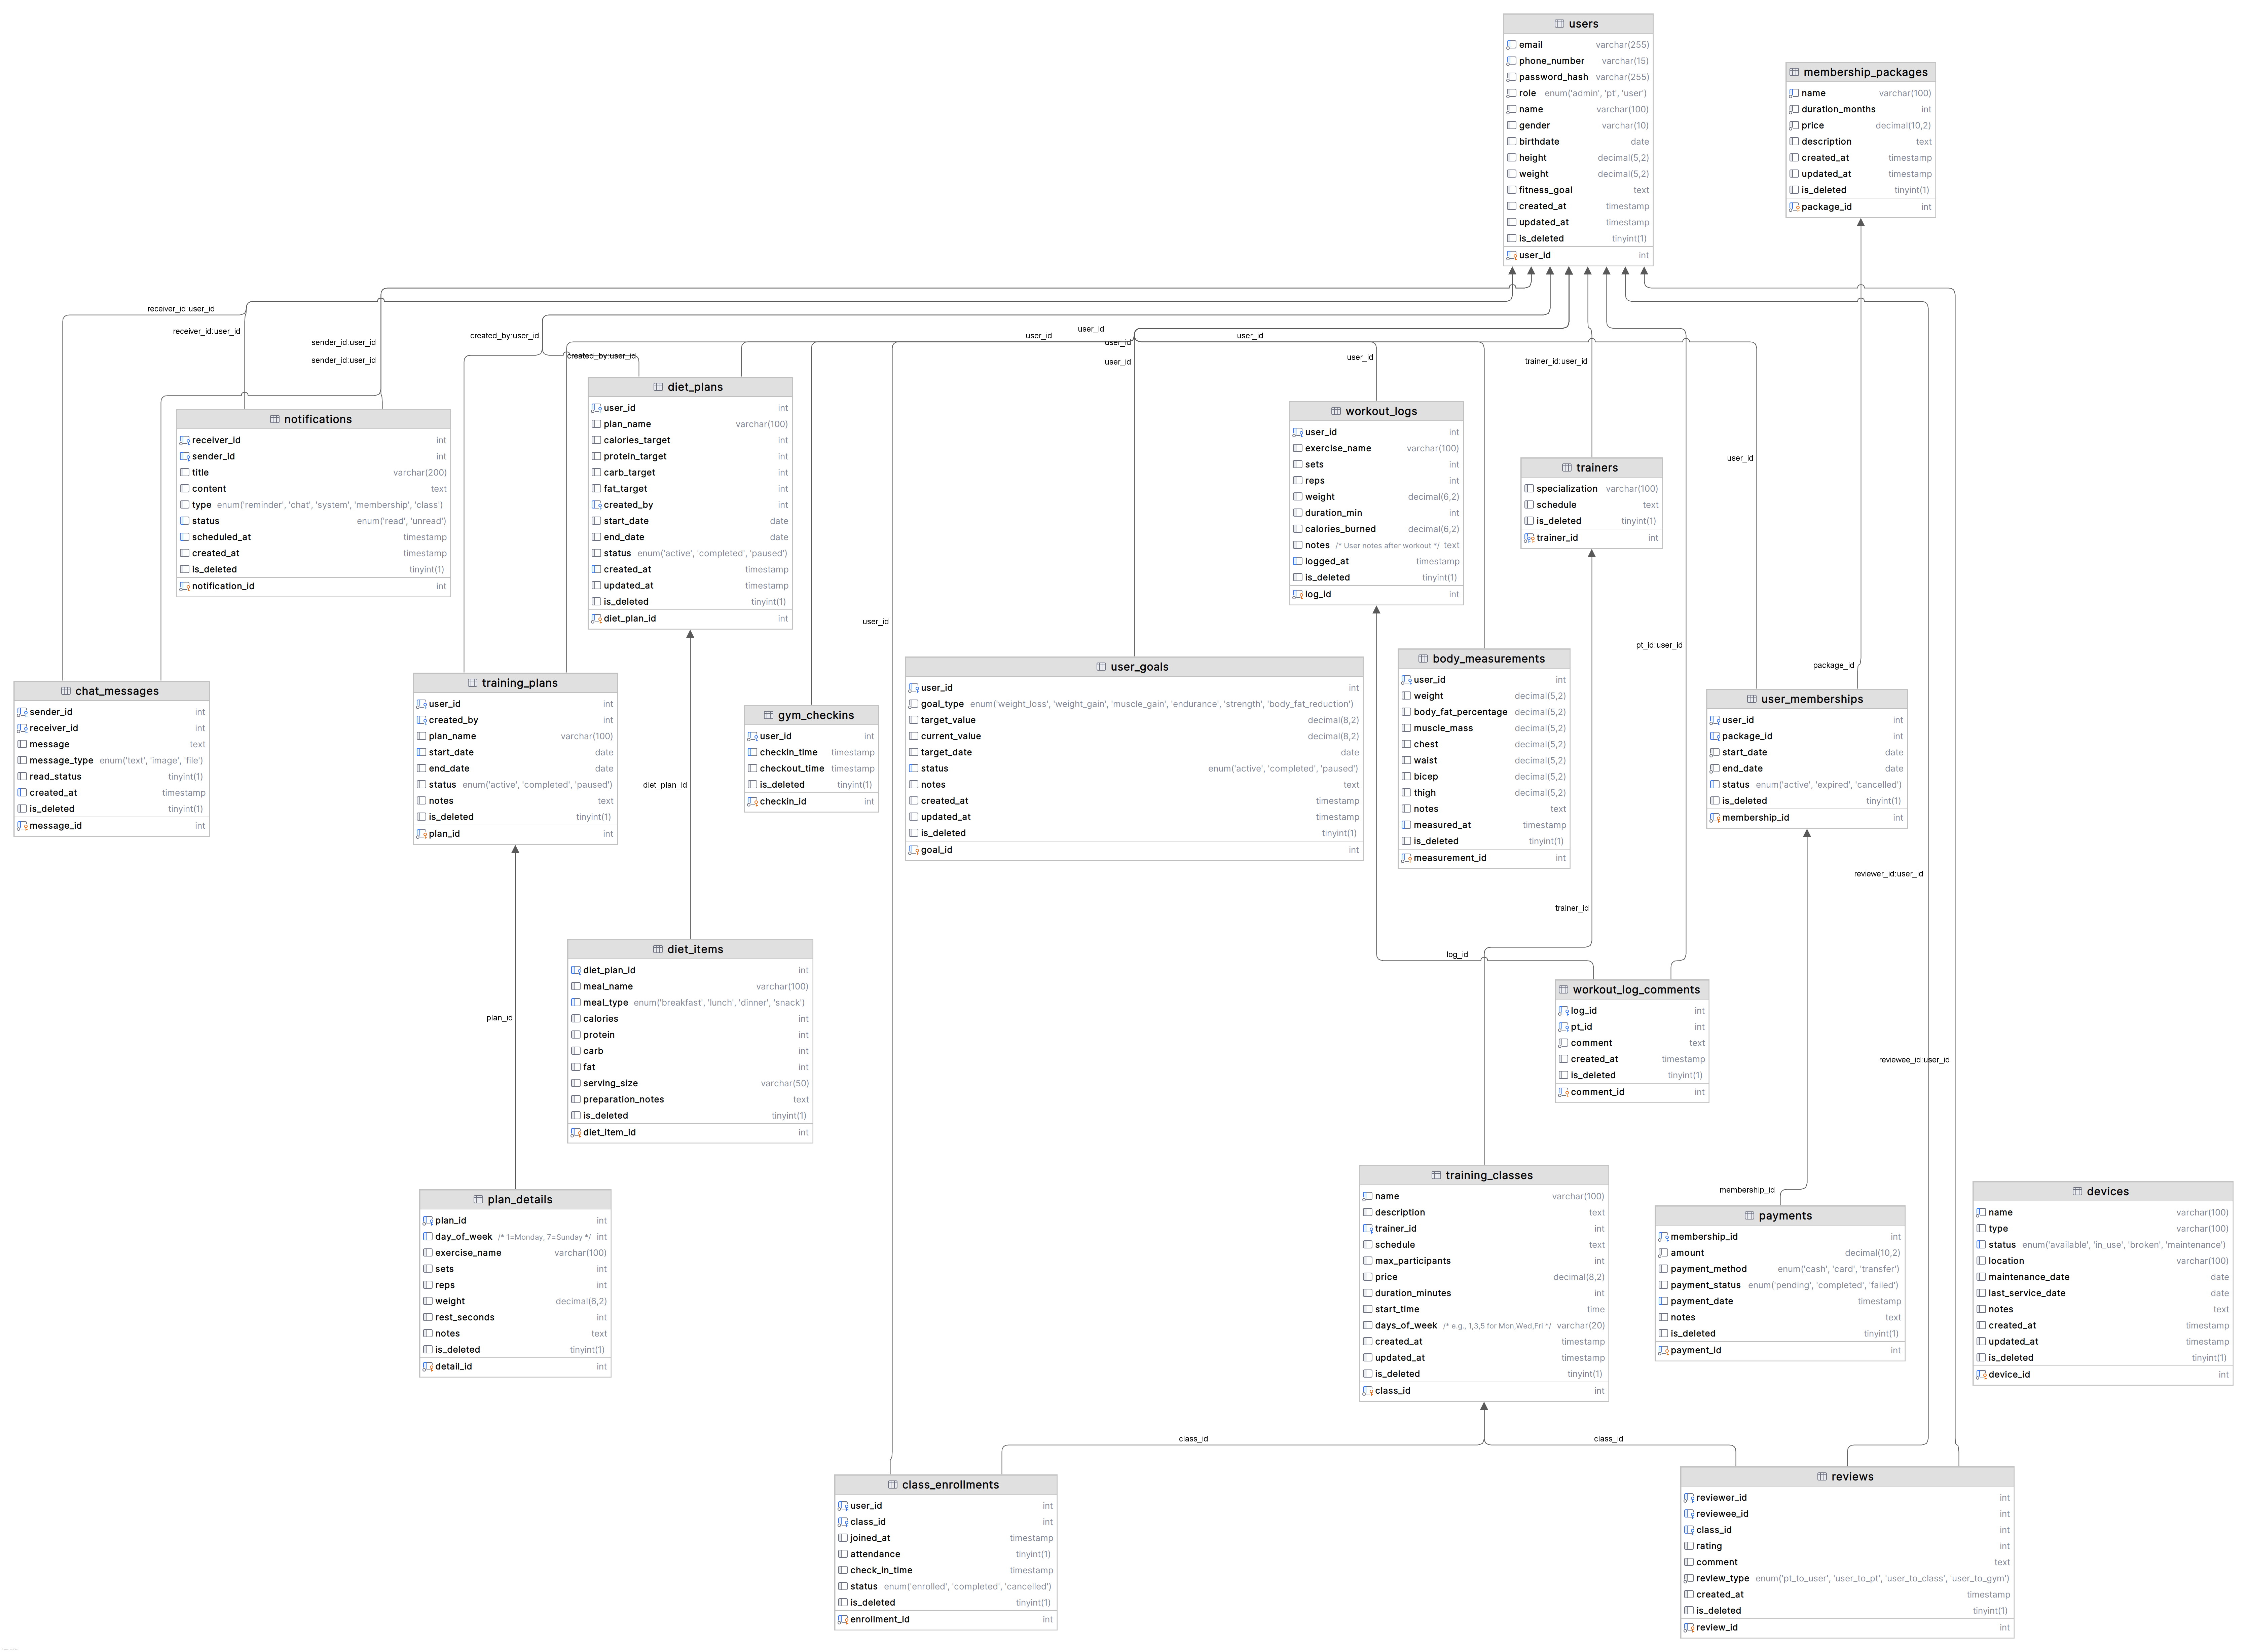 users
email varchar(255)
phone_number varchar(15)
password_hash varchar(255)
role enum('admin', 'pt', 'user')
name varchar(100)
gender varchar(10)
birthdate date
height decimal(5,2)
weight decimal(5,2)
fitness_goal text
created_at timestamp
updated_at timestamp
is_deleted tinyint(1)
user_id int
membership_packages
name varchar(100)
duration_months int
price decimal(10,2)
description text
created_at timestamp
updated_at timestamp
is_deleted tinyint(1)
package_id int
receiver_id:user_id
receiver_id:user_id
sender_id:user_id
sender_id:user_id
created_by:user_id
created_by:user_id
user_id
user_id
user_id
user_id
user_id
user_id
trainer_id:user_id
user_id
notifications
receiver_id int
sender_id int
title varchar(200)
content text
type enum('reminder', 'chat', 'system', 'membership', 'class')
status enum('read', 'unread')
scheduled_at timestamp
created_at timestamp
is_deleted tinyint(1)
notification_id int
diet_plans
user_id int
plan_name varchar(100)
calories_target int
protein_target int
carb_target int
fat_target int
created_by int
start_date date
end_date date
status enum('active', 'completed', 'paused')
created_at timestamp
updated_at timestamp
is_deleted tinyint(1)
diet_plan_id int
workout_logs
user_id int
exercise_name varchar(100)
sets int
reps int
weight decimal(6,2)
duration_min int
calories_burned decimal(6,2)
notes /* User notes after workout */ text
logged_at timestamp
is_deleted tinyint(1)
log_id int
trainers
specialization varchar(100)
schedule text
is_deleted tinyint(1)
trainer_id int
user_id
pt_id:user_id
package_id
chat_messages
sender_id int
receiver_id int
message text
message_type enum('text', 'image', 'file')
read_status tinyint(1)
created_at timestamp
is_deleted tinyint(1)
message_id int
training_plans
user_id int
created_by int
plan_name varchar(100)
start_date date
end_date date
status enum('active', 'completed', 'paused')
notes text
is_deleted tinyint(1)
plan_id int
diet_plan_id
gym_checkins
user_id int
checkin_time timestamp
checkout_time timestamp
is_deleted tinyint(1)
checkin_id int
user_goals
user_id int
goal_type enum('weight_loss', 'weight_gain', 'muscle_gain', 'endurance', 'strength', 'body_fat_reduction')
target_value decimal(8,2)
current_value decimal(8,2)
target_date date
status enum('active', 'completed', 'paused')
notes text
created_at timestamp
updated_at timestamp
is_deleted tinyint(1)
goal_id int
body_measurements
user_id int
weight decimal(5,2)
body_fat_percentage decimal(5,2)
muscle_mass decimal(5,2)
chest decimal(5,2)
waist decimal(5,2)
bicep decimal(5,2)
thigh decimal(5,2)
notes text
measured_at timestamp
is_deleted tinyint(1)
measurement_id int
user_memberships
user_id int
package_id int
start_date date
end_date date
status enum('active', 'expired', 'cancelled')
is_deleted tinyint(1)
membership_id int
reviewer_id:user_id
trainer_id
log_id
diet_items
diet_plan_id int
meal_name varchar(100)
meal_type enum('breakfast', 'lunch', 'dinner', 'snack')
calories int
protein int
carb int
fat int
serving_size varchar(50)
preparation_notes text
is_deleted tinyint(1)
diet_item_id int
plan_id
workout_log_comments
log_id int
pt_id int
comment text
created_at timestamp
is_deleted tinyint(1)
comment_id int
reviewee_id:user_id
plan_details
plan_id int
day_of_week /* 1=Monday, 7=Sunday */ int
exercise_name varchar(100)
sets int
reps int
weight decimal(6,2)
rest_seconds int
notes text
is_deleted tinyint(1)
detail_id int
training_classes
name varchar(100)
description text
trainer_id int
schedule text
max_participants int
price decimal(8,2)
duration_minutes int
start_time time
days_of_week /* e.g., 1,3,5 for Mon,Wed,Fri */ varchar(20)
created_at timestamp
updated_at timestamp
is_deleted tinyint(1)
class_id int
membership_id
payments
membership_id int
amount decimal(10,2)
payment_method enum('cash', 'card', 'transfer')
payment_status enum('pending', 'completed', 'failed')
payment_date timestamp
notes text
is_deleted tinyint(1)
payment_id int
devices
name varchar(100)
type varchar(100)
status enum('available', 'in_use', 'broken', 'maintenance')
location varchar(100)
maintenance_date date
last_service_date date
notes text
created_at timestamp
updated_at timestamp
is_deleted tinyint(1)
device_id int
class_id
class_id
class_enrollments
user_id int
class_id int
joined_at timestamp
attendance tinyint(1)
check_in_time timestamp
status enum('enrolled', 'completed', 'cancelled')
is_deleted tinyint(1)
enrollment_id int
reviews
reviewer_id int
reviewee_id int
class_id int
rating int
comment text
review_type enum('pt_to_user', 'user_to_pt', 'user_to_class', 'user_to_gym')
created_at timestamp
is_deleted tinyint(1)
review_id int